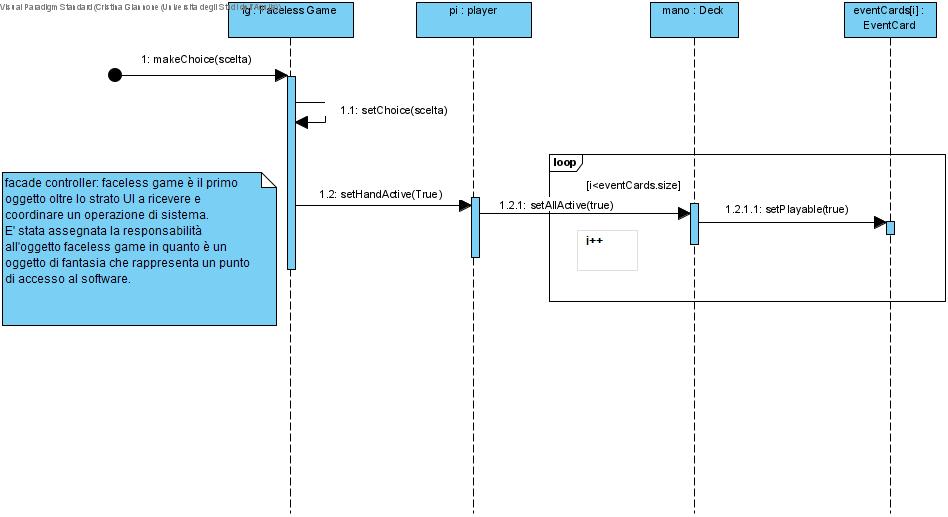 Visual Paradigm Standard (Cristina Giannone (Universita degli Studi dell'Aquila))
fg : Faceless Game
pi : player
mano : Deck
eventCards[i] :
EventCard
1: makeChoice(scelta)
1.1: setChoice(scelta)
loop
[i<eventCards.size]
1.2: setHandActive(True)
1.2.1: setAllActive(true)
1.2.1.1: setPlayable(true)
i++
facade controller: faceless game è il primo
oggetto oltre lo strato UI a ricevere e
coordinare un operazione di sistema.
E' stata assegnata la responsabilità
all'oggetto faceless game in quanto è un
oggetto di fantasia che rappresenta un punto
di accesso al software.